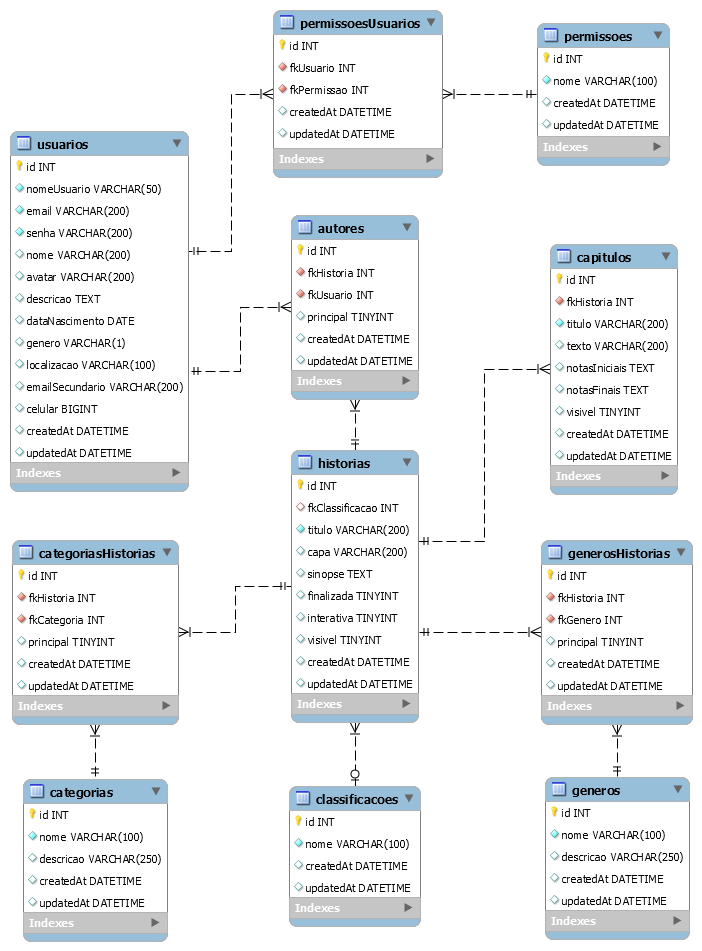 permissoesUsuarios
id INT
fkUsuario INT
fkPermissao INT
createdAt DATETIME
updatedAt DATETIME
Indexes
permissoes
id INT
nome VARCHAR(100)
createdAt DATETIME
updatedAt DATETIME
Indexes
usuarios
id INT
nomeUsuario VARCHAR(50)
email VARCHAR(200)
senha VARCHAR(200)
nome VARCHAR(200)
avatar VARCHAR(200)
descricao TEXT
dataNascimento DATE
genero VARCHAR(1)
localizacao VARCHAR(100)
emailSecundario VARCHAR(200)
celular BIGINT
createdAt DATETIME
updatedAt DATETIME
Indexes
autores
id INT
fkHistoria INT
fkUsuario INT
principal TINYINT
createdAt DATETIME
updatedAt DATETIME
Indexes
capitulos
id INT
fkHistoria INT
titulo VARCHAR(200)
texto VARCHAR(200)
notasIniciais TEXT
notasFinais TEXT
visivel TINYINT
createdAt DATETIME
updatedAt DATETIME
Indexes
historias
id INT
fkClassificacao INT
titulo VARCHAR(200)
capa VARCHAR(200)
sinopse TEXT
finalizada TINYINT
interativa TINYINT
visivel TINYINT
createdAt DATETIME
updatedAt DATETIME
Indexes
categoriasHistorias
id INT
fkHistoria INT
fkCategoria INT
principal TINYINT
createdAt DATETIME
updatedAt DATETIME
Indexes
generosHistorias
id INT
fkHistoria INT
fkGenero INT
principal TINYINT
createdAt DATETIME
updatedAt DATETIME
Indexes
categorias
id INT
nome VARCHAR(100)
descricao VARCHAR(250)
createdAt DATETIME
updatedAt DATETIME
Indexes
classificacoes
id INT
nome VARCHAR(100)
createdAt DATETIME
updatedAt DATETIME
Indexes
generos
id INT
nome VARCHAR(100)
descricao VARCHAR(250)
createdAt DATETIME
updatedAt DATETIME
Indexes